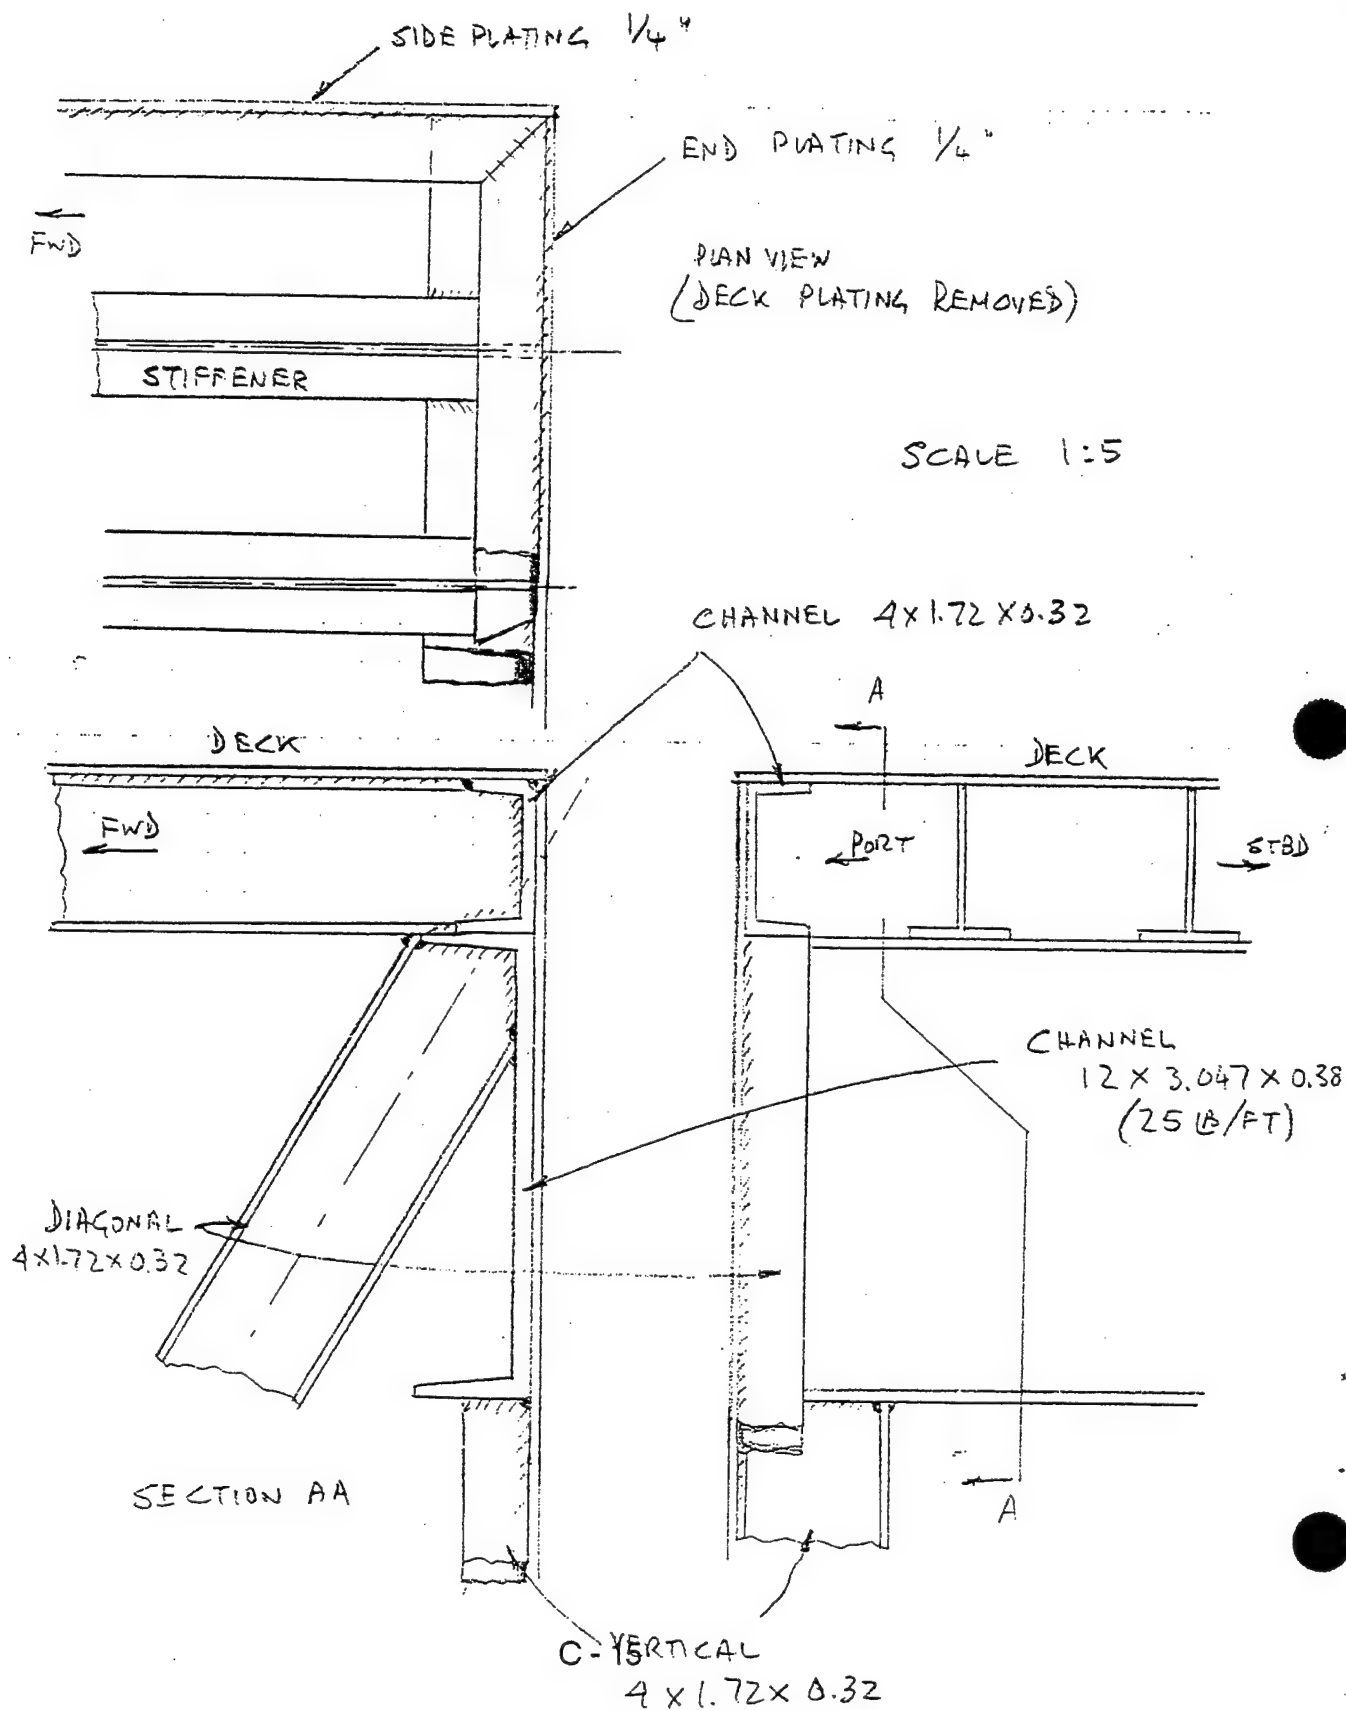 SIDE PLATING 1/4"
END PLATING 1/4"
FWD
PLAN VIEW
(DECK PLATING REMOVED)
STIFFENER
SCALE 1:5
CHANNEL 4X1.72X0.32
A
DECK
DECK
FWD
PORT
STBD
CHANNEL
12 X 3.047 X 0.38
(25 LB/FT)
DIAGONAL
4X1.72X0.32
SECTION AA
A
C-15
VERTICAL
4 X 1.72X 0.32